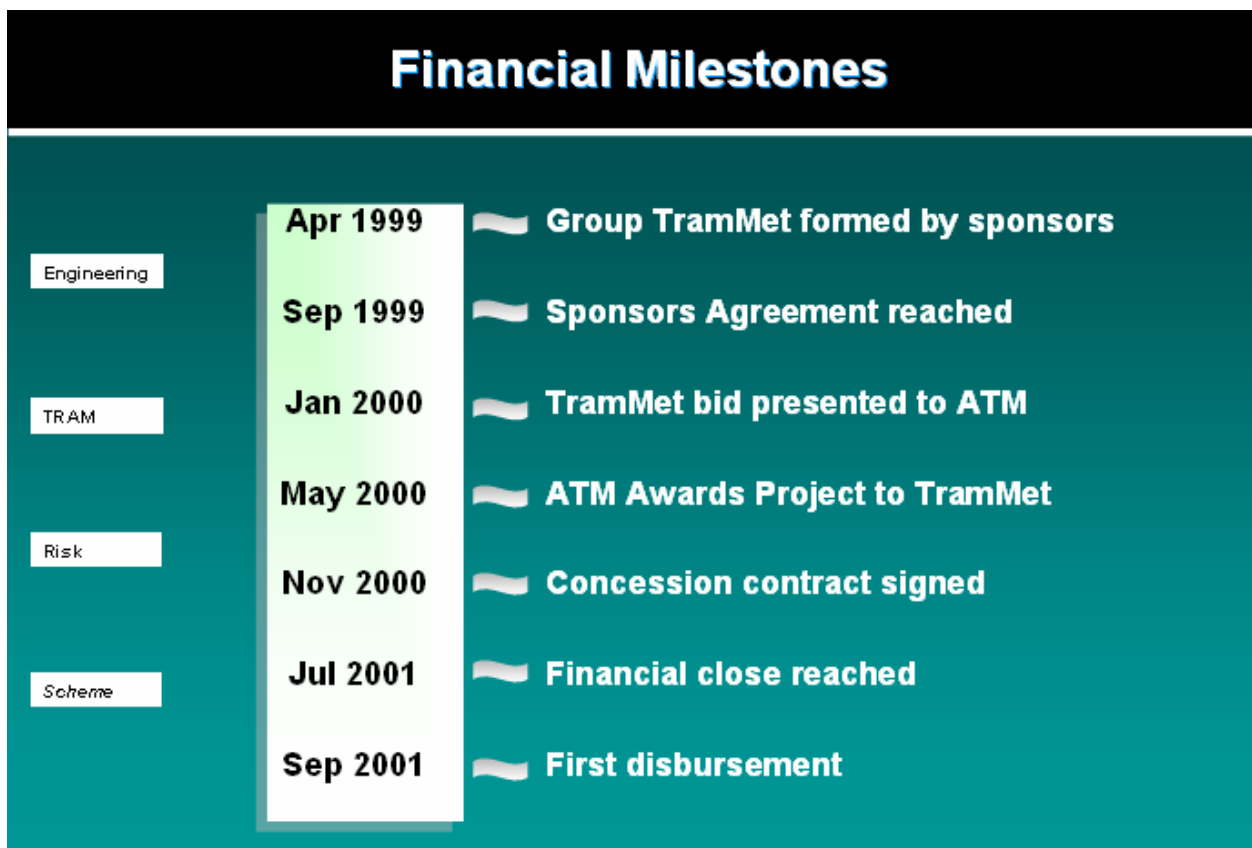 Financial Milestones
Engineering
TRAM
Risk
Scheme
Apr 1999 Group TramMet formed by sponsors
Sep 1999 Sponsors Agreement reached
Jan 2000 TramMet bid presented to ATM
May 2000 ATM Awards Project to TramMet
Nov 2000 Concession contract signed
Jul 2001 Financial close reached
Sep 2001 First disbursement